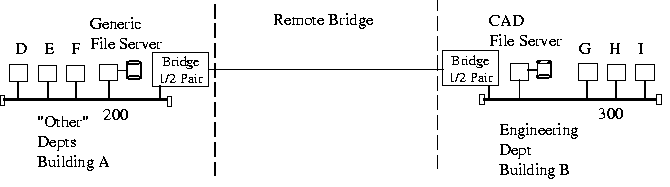 Generic
File Server
Remote Bridge
CAD
File Server
D E F
G H I
Bridge
1/2 Pair
Bridge
1/2 Pair
200
300
"Other"
Depts
Building A
Engineering
Dept
Building B